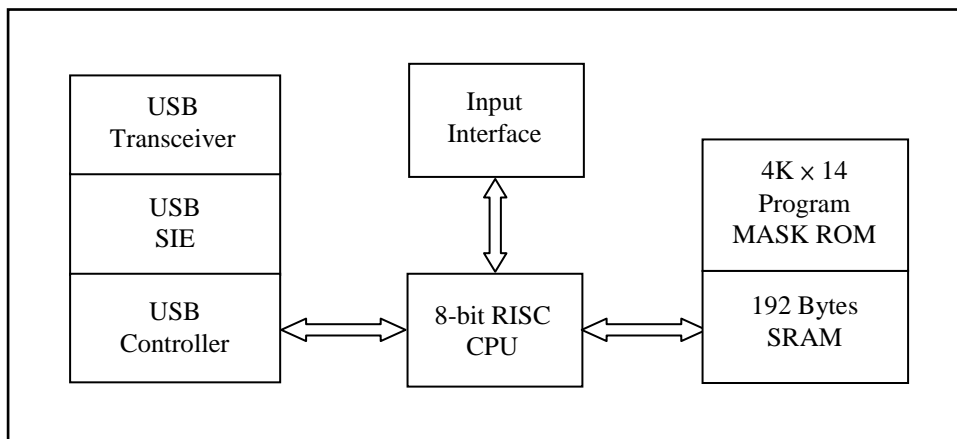 USB
Transceiver
USB
SIE
USB
Controller
Input
Interface
8-bit RISC
CPU
4K × 14
Program
MASK ROM
192 Bytes
SRAM